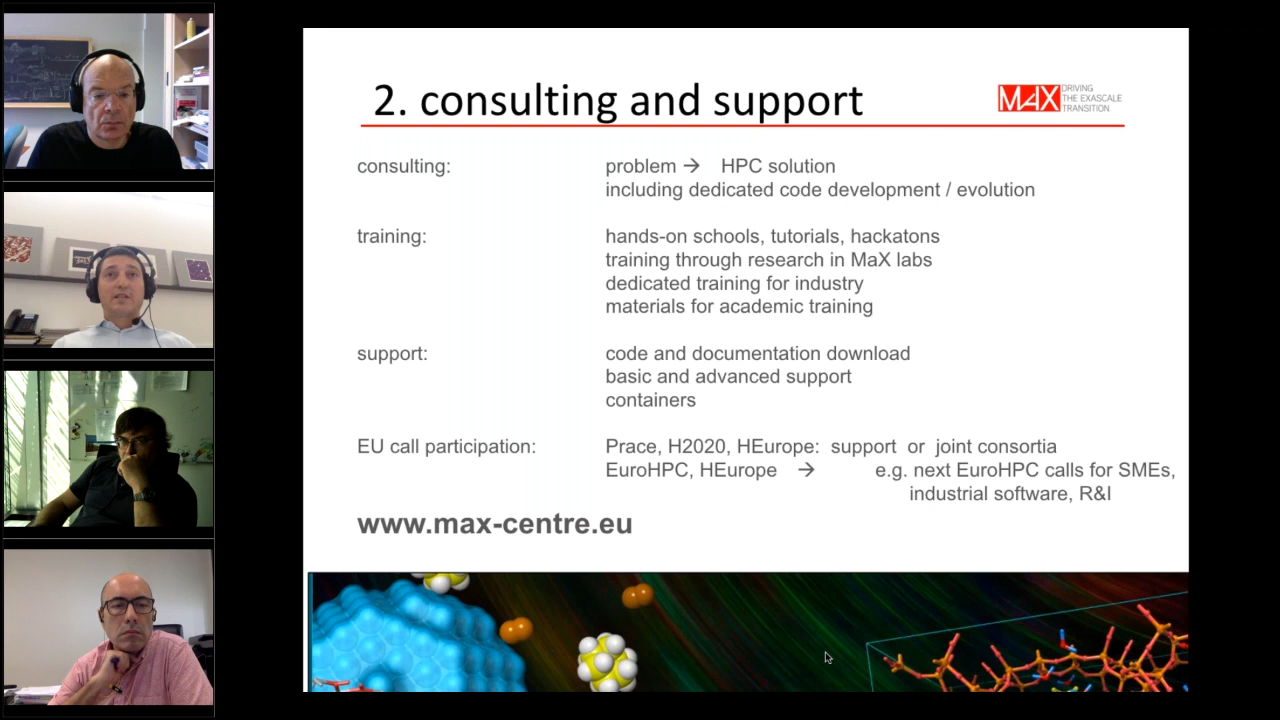 2. consulting and support
MAX DRIVING
THE EXASCALE
TRANSITION
consulting: problem → HPC solution
including dedicated code development / evolution
training: hands-on schools, tutorials, hackatons
training through research in MaX labs
dedicated training for industry
materials for academic training
support: code and documentation download
basic and advanced support
containers
EU call participation: Prace, H2020, HEurope: support or joint consortia
EuroHPC, HEurope → e.g. next EuroHPC calls for SMEs,
industrial software, R&I
www.max-centre.eu